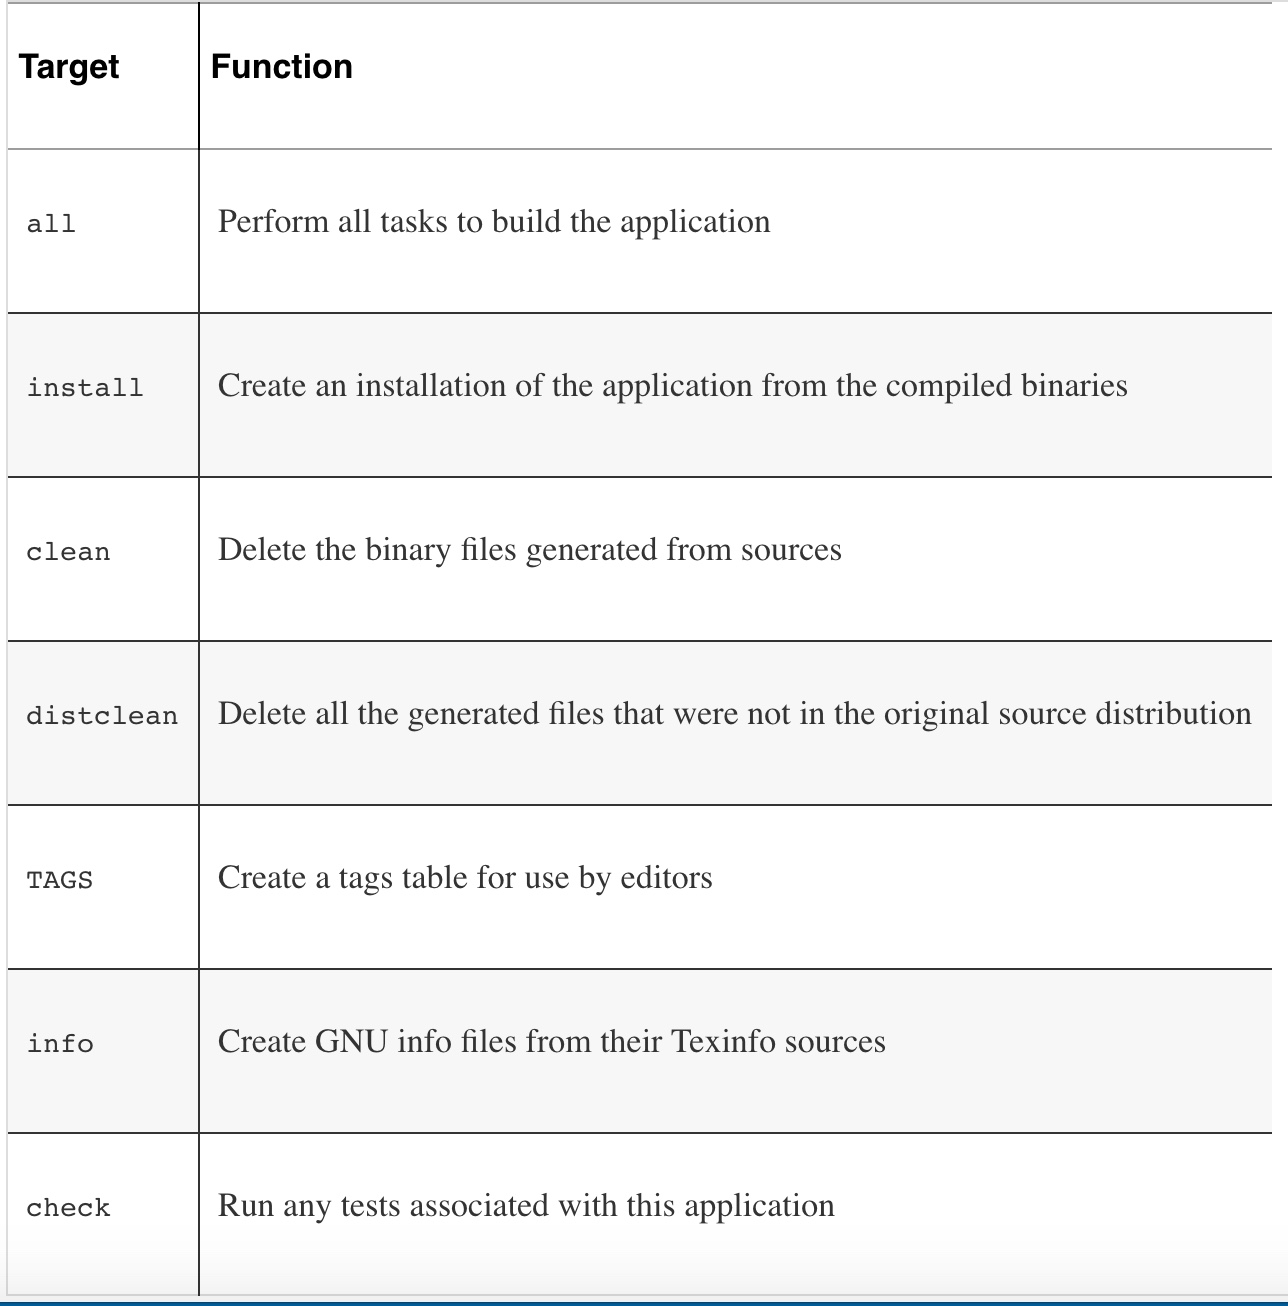 Target Function
all Perform all tasks to build the application
install Create an installation of the application from the compiled binaries
clean Delete the binary files generated from sources
distclean Delete all the generated files that were not in the original source distribution
TAGS Create a tags table for use by editors
info Create GNU info files from their Texinfo sources
check Run any tests associated with this application